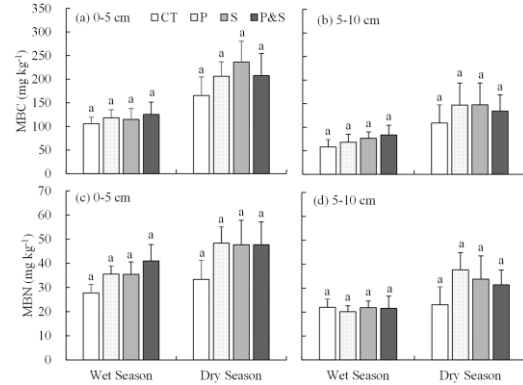 (a) 0-5 cm
CT P S P&S
(b) 5-10 cm
MBC (mg kg-1)
350
300
250
200
150
100
50
0
a a a a a a a a
a a a a a a a a
(c) 0-5 cm
(d) 5-10 cm
MBN (mg kg-1)
70
60
50
40
30
20
10
0
a a a a a a a a
a a a a a a a a
Wet Season Dry Season
Wet Season Dry Season